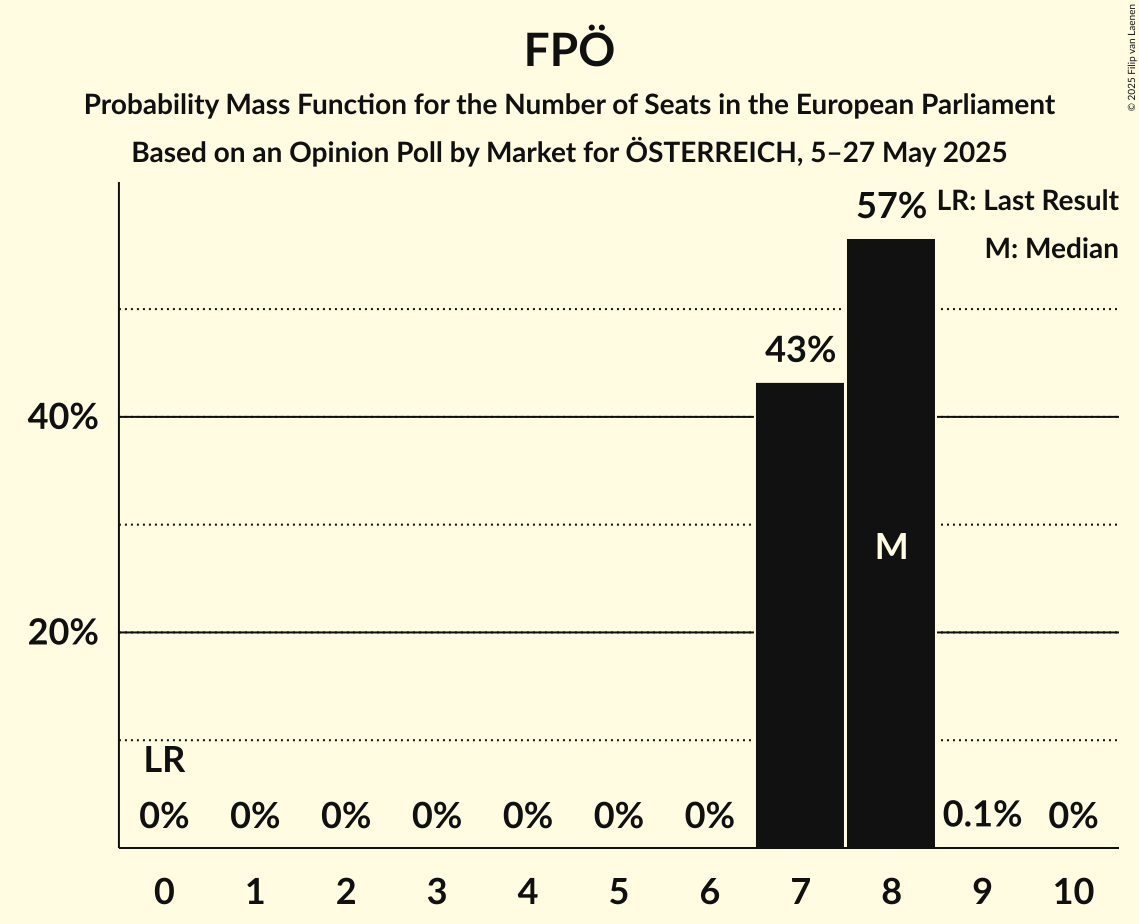 FPÖ
Probability Mass Function for the Number of Seats in the European Parliament
Based on an Opinion Poll by Market for ÖSTERREICH, 5–27 May 2025
© 2025 Filip van Laenen
LR: Last Result
M: Median
57%
43%
40%
M
20%
LR
0% 0% 0% 0% 0% 0% 0% 0.1% 0%
0 1 2 3 4 5 6 7 8 9 10